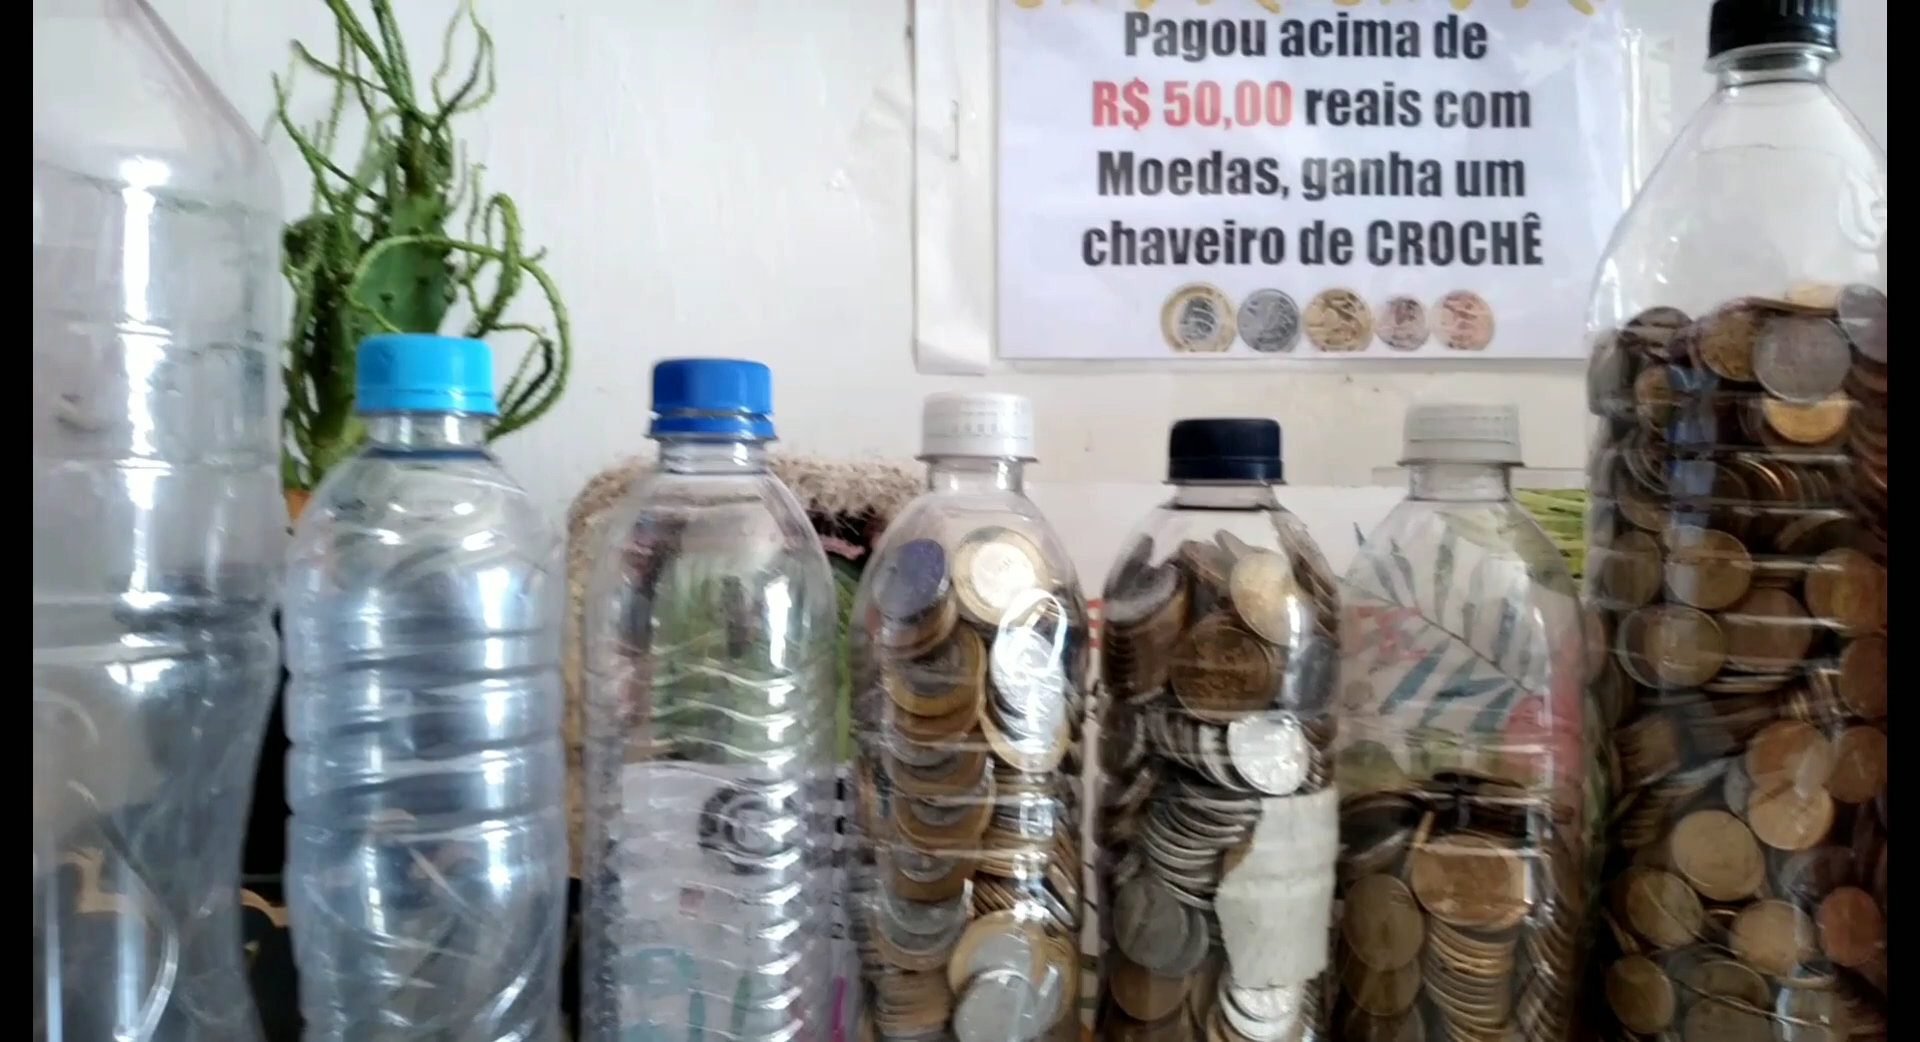 Pagou acima de
R$ 50,00 reais com
Moedas, ganha um
chaveiro de CROCHÊ